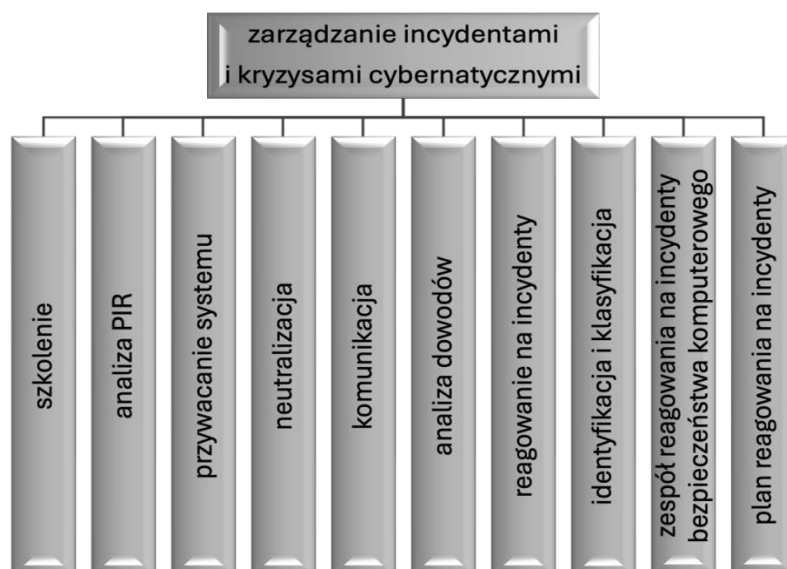 zarządzanie incydentami
i kryzysami cybernatycznymi
szkolenie
analiza PIR
przywacanie systemu
neutralizacja
komunikacja
analiza dowodów
reagowanie na incydenty
identyfikacja i klasyfikacja
zespół reagowania na incydenty
bezpieczeństwa komputerowego
plan reagowania na incydenty